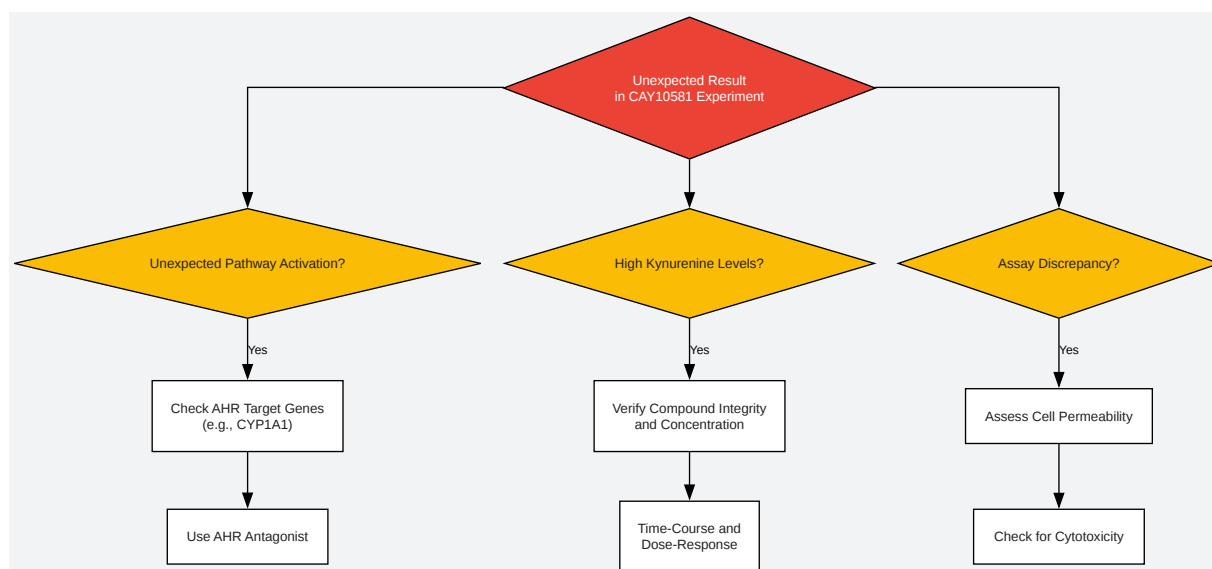 Unexpected Result
in CAY10581 Experiment
Unexpected Pathway Activation?
High Kynurenine Levels?
Assay Discrepancy?
Yes
Yes
Yes
Check AHR Target Genes
(e.g., CYP1A1)
Verify Compound Integrity
and Concentration
Assess Cell Permeability
Use AHR Antagonist
Time-Course and
Dose-Response
Check for Cytotoxicity